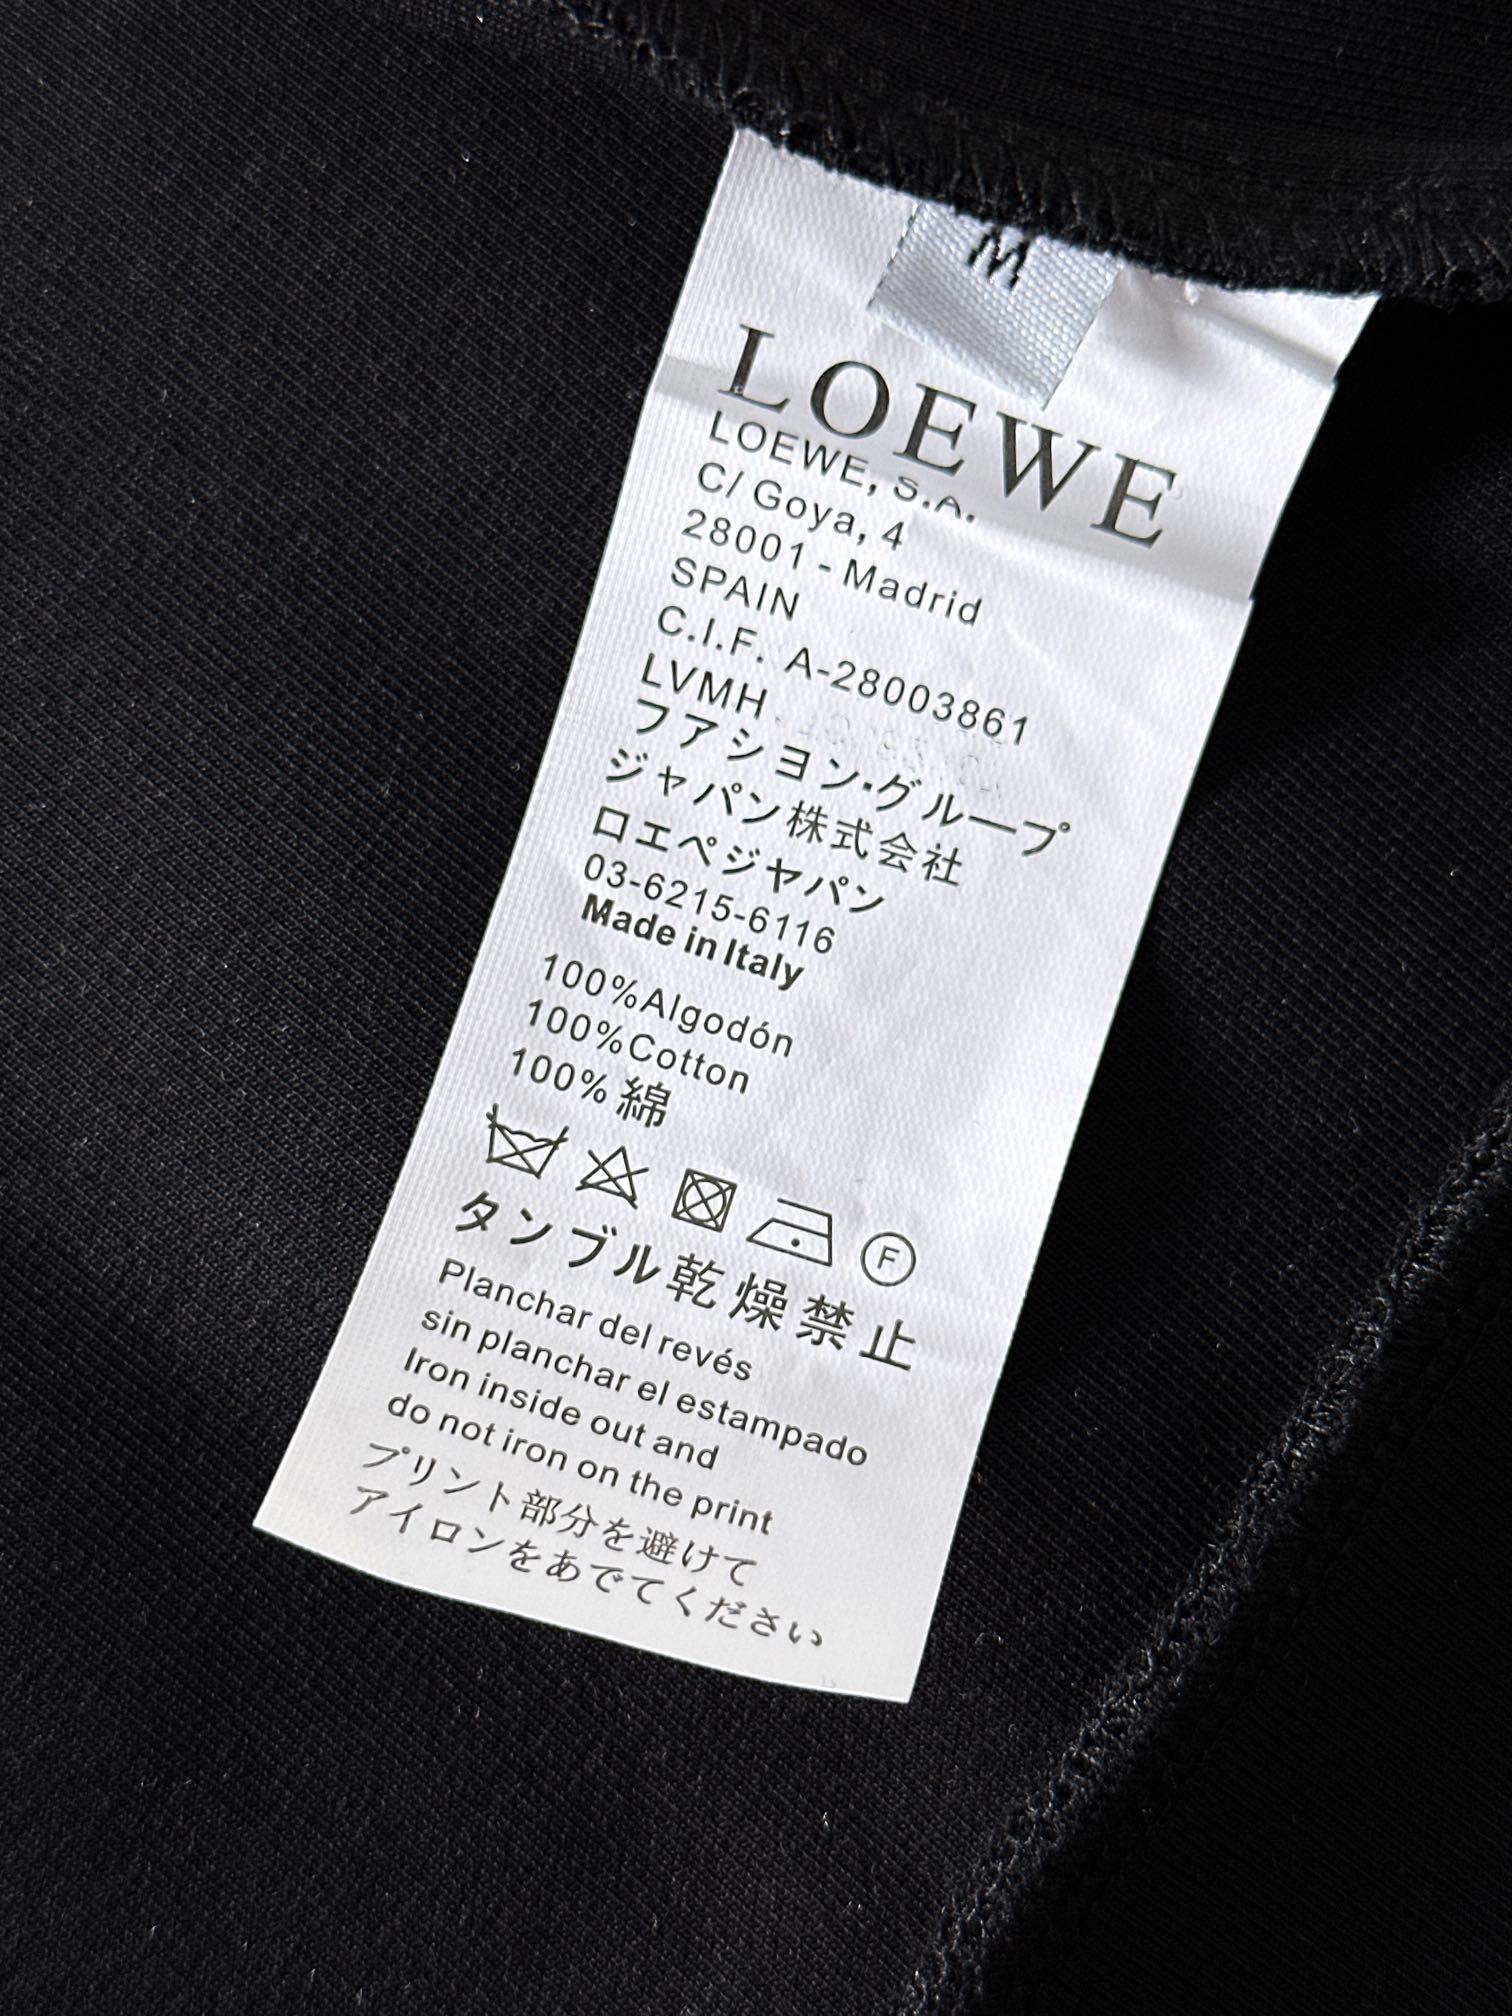 M
LOEWE
LOEWE, S.A.
C/ Goya, 4
28001 - Madrid
SPAIN
C.I.F. A-28003861
LVMH
フアシヨン・グループ
ジャパン株式会社
ロエペジャパン
03-6215-6116
Made in Italy
100%Algodón
100%Cotton
100% 綿
F
タンブル乾燥禁止
Planchar del revés
sin planchar el estampado
Iron inside out and
do not iron on the print
プリント部分を避けて
アイロンをあでてください